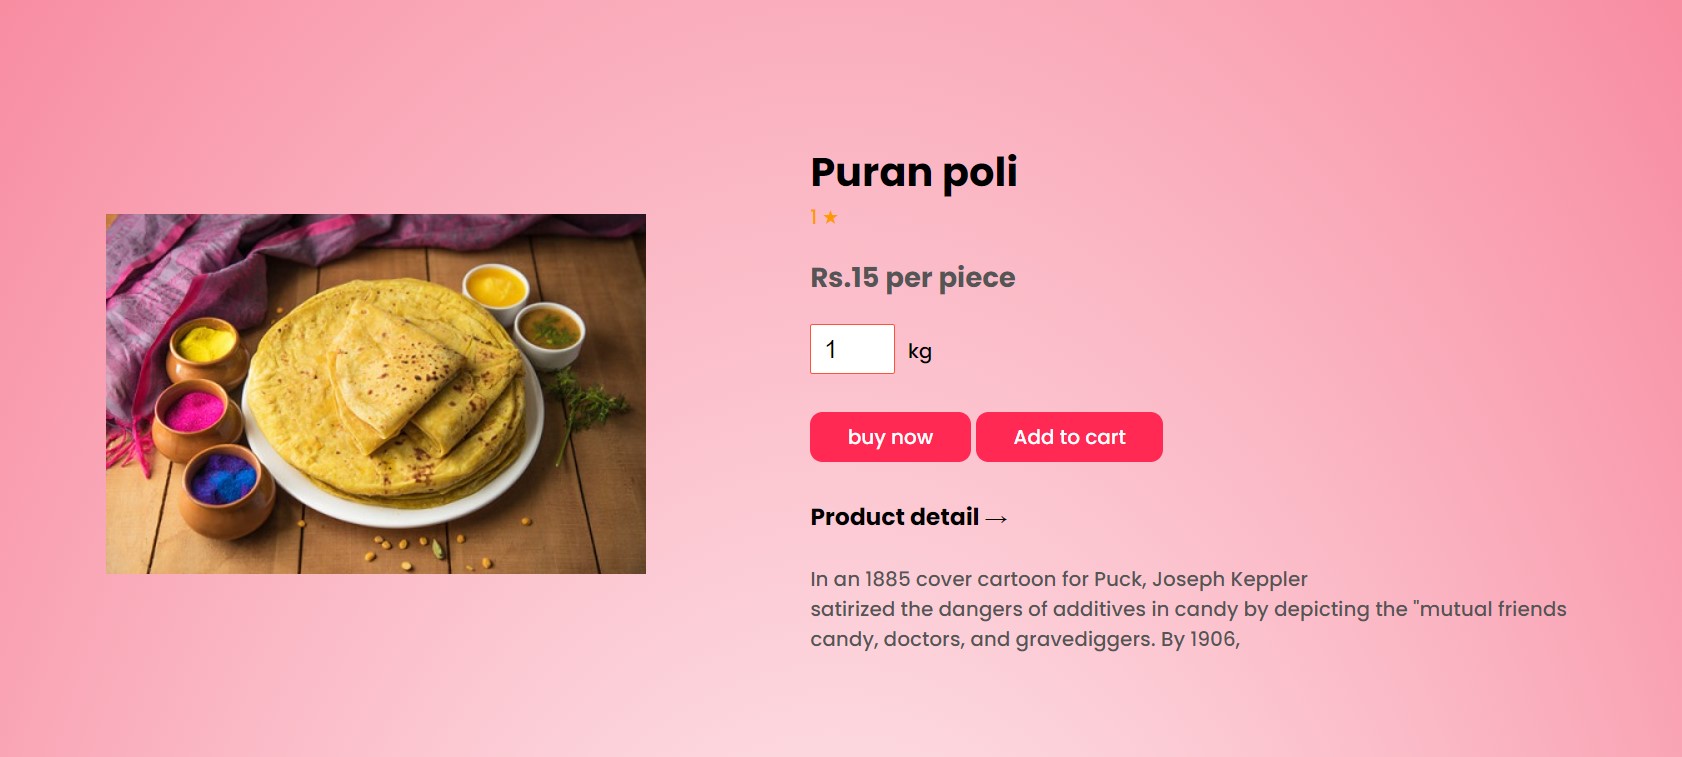 Puran poli
1 ★
Rs.15 per piece
1 kg
buy now Add to cart
Product detail →
In an 1885 cover cartoon for Puck, Joseph Keppler
satirized the dangers of additives in candy by depicting the "mutual friends
candy, doctors, and gravediggers. By 1906,